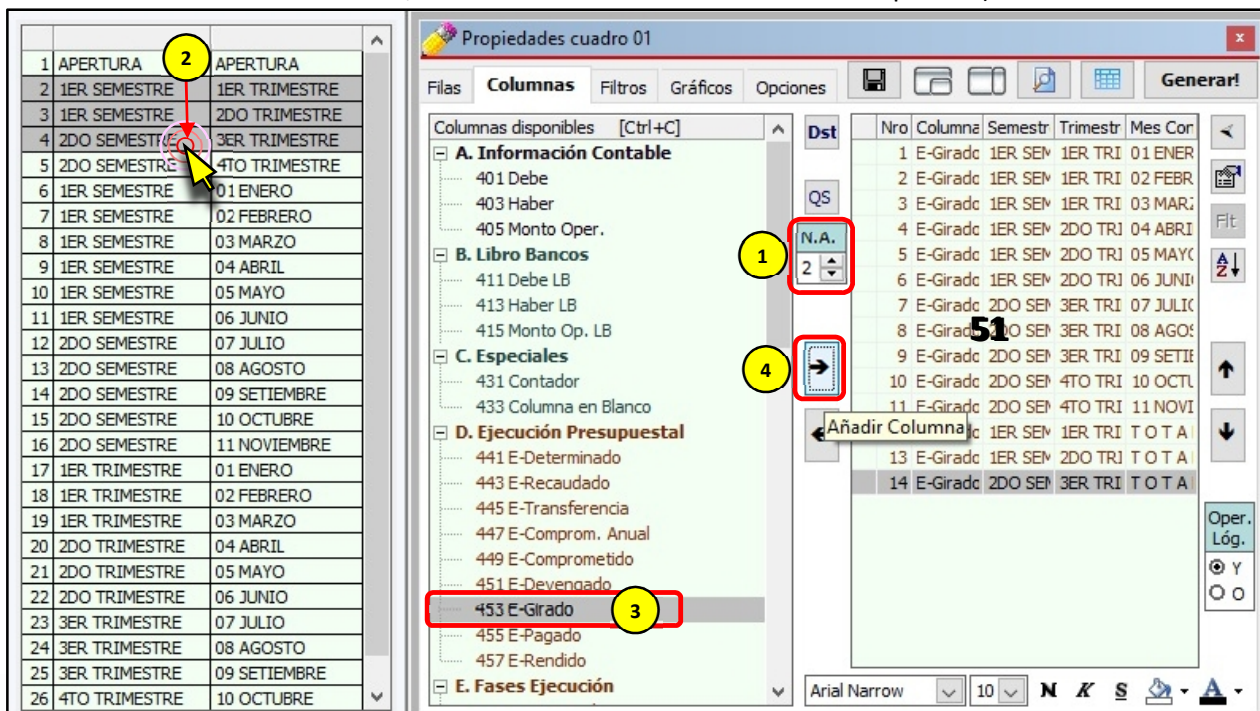 1 APERTURA APERTURA
2 1ER SEMESTRE 1ER TRIMESTRE
3 1ER SEMESTRE 2DO TRIMESTRE
4 2DO SEMESTRE 3ER TRIMESTRE
5 2DO SEMESTRE 4TO TRIMESTRE
6 1ER SEMESTRE 01 ENERO
7 1ER SEMESTRE 02 FEBRERO
8 1ER SEMESTRE 03 MARZO
9 1ER SEMESTRE 04 ABRIL
10 1ER SEMESTRE 05 MAYO
11 1ER SEMESTRE 06 JUNIO
12 2DO SEMESTRE 07 JULIO
13 2DO SEMESTRE 08 AGOSTO
14 2DO SEMESTRE 09 SETIEMBRE
15 2DO SEMESTRE 10 OCTUBRE
16 2DO SEMESTRE 11 NOVIEMBRE
17 1ER TRIMESTRE 01 ENERO
18 1ER TRIMESTRE 02 FEBRERO
19 1ER TRIMESTRE 03 MARZO
20 2DO TRIMESTRE 04 ABRIL
21 2DO TRIMESTRE 05 MAYO
22 2DO TRIMESTRE 06 JUNIO
23 3ER TRIMESTRE 07 JULIO
24 3ER TRIMESTRE 08 AGOSTO
25 3ER TRIMESTRE 09 SETIEMBRE
26 4TO TRIMESTRE 10 OCTUBRE
2
Propiedades cuadro 01 x
Filas Columnas Filtros Gráficos Opciones Generar!
Columnas disponibles [Ctrl+C]
A. Información Contable
401 Debe
403 Haber
405 Monto Oper.
B. Libro Bancos
411 Debe LB
413 Haber LB
415 Monto Op. LB
C. Especiales
431 Contador
433 Columna en Blanco
D. Ejecución Presupuestal
441 E-Determinado
443 E-Recaudado
445 E-Transferencia
447 E-Comprom. Anual
449 E-Comprometido
451 E-Devengado
453 E-Girado
3
455 E-Pagado
457 E-Rendido
E. Fases Ejecución
Dst
QS
N.A.
1
2
4
Añadir Columna
Nro Columna Semestr Trimestr Mes Con
1 E-Girado 1ER SEM 1ER TRI 01 ENER
2 E-Girado 1ER SEM 1ER TRI 02 FEBR
3 E-Girado 1ER SEM 1ER TRI 03 MARZ
4 E-Girado 1ER SEM 2DO TRI 04 ABRI
5 E-Girado 1ER SEM 2DO TRI 05 MAYO
6 E-Girado 1ER SEM 2DO TRI 06 JUNI
7 E-Girado 2DO SEM 3ER TRI 07 JULIO
8 E-Girado 2DO SEM 3ER TRI 08 AGOS
51
9 E-Girado 2DO SEM 3ER TRI 09 SETIE
10 E-Girado 2DO SEM 4TO TRI 10 OCTU
11 E-Girado 2DO SEM 4TO TRI 11 NOVI
1ER SEM 1ER TRI T O T A
13 E-Girado 1ER SEM 2DO TRI T O T A
14 E-Girado 2DO SEM 3ER TRI T O T A
Flt
A
Z
Oper.
Lóg.
Y
O
Arial Narrow 10 N K S A